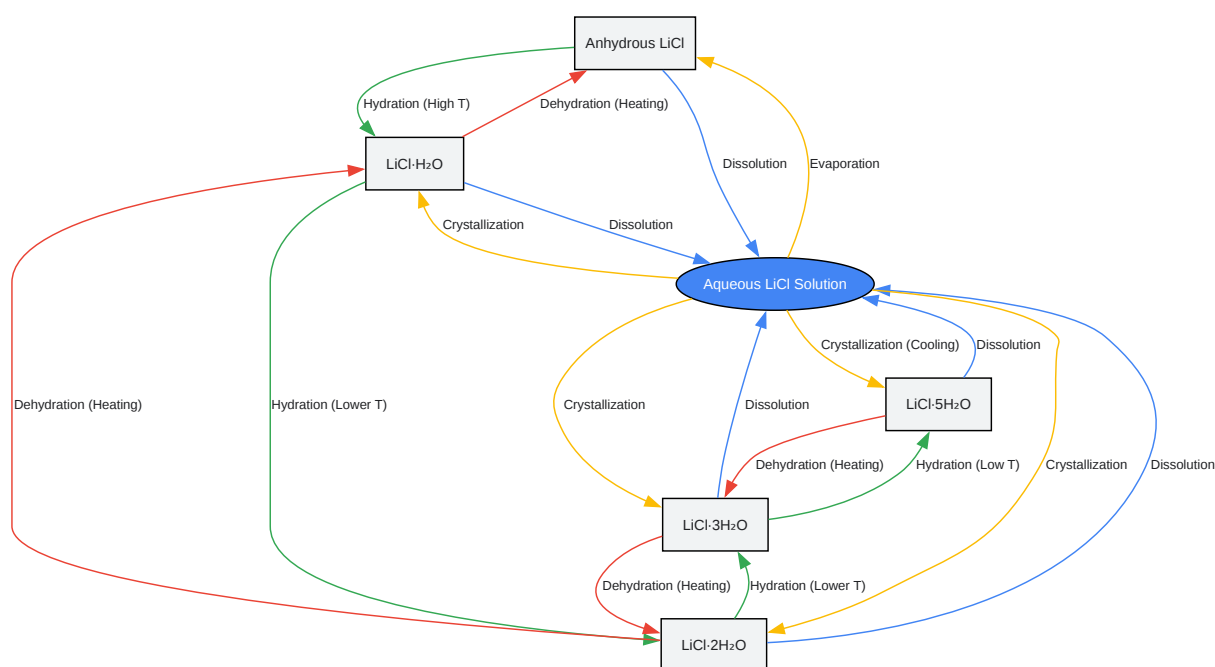 Anhydrous LiCl
Hydration (High T)
Dehydration (Heating)
LiCl·H₂O
Dissolution
Evaporation
Crystallization
Dissolution
Aqueous LiCl Solution
Crystallization (Cooling)
Dissolution
Dehydration (Heating)
Hydration (Lower T)
Crystallization
Dissolution
LiCl·5H₂O
Dehydration (Heating)
Hydration (Low T)
Crystallization
Dissolution
LiCl·3H₂O
Dehydration (Heating)
Hydration (Lower T)
LiCl·2H₂O